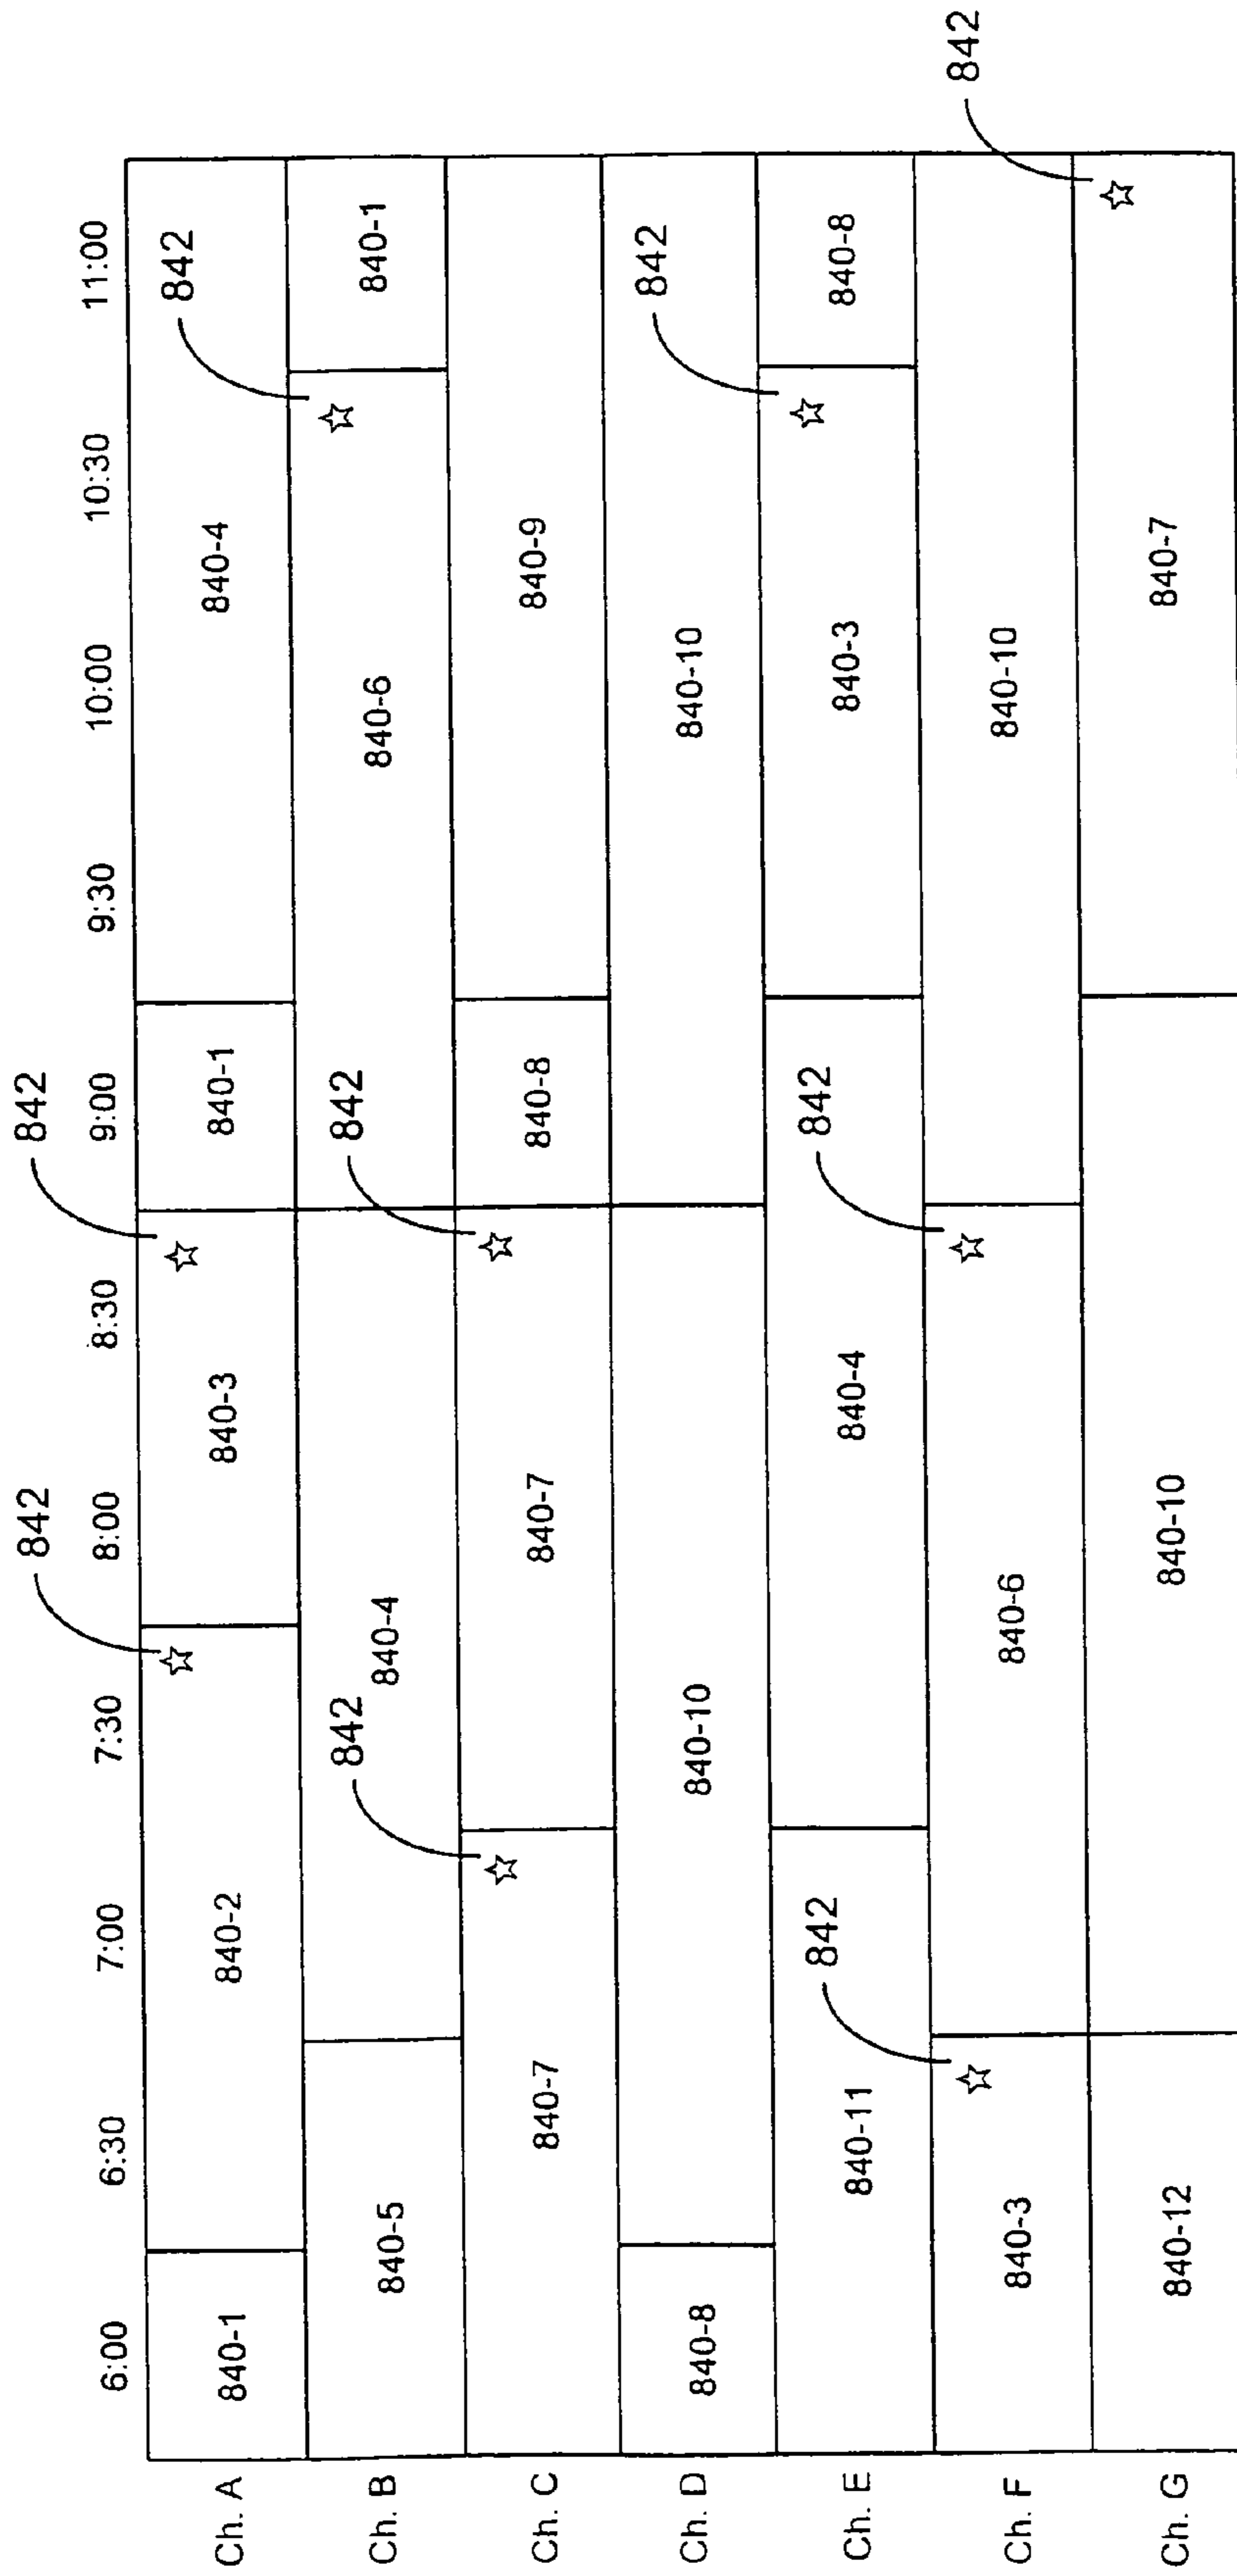 842 842 842
6:00 6:30 7:00 7:30 8:00 8:30 9:00 9:30 10:00 10:30 11:00
Ch. A 840-1 840-2 840-3 840-1 840-4 842
Ch. B 840-5 842 840-4 842 840-6 840-1
Ch. C 840-7 840-7 840-8 840-9
Ch. D 840-8 840-10 840-10 842
Ch. E 840-11 842 840-4 842 840-3 840-8
Ch. F 840-3 840-6 840-10
Ch. G 840-12 840-10 840-7